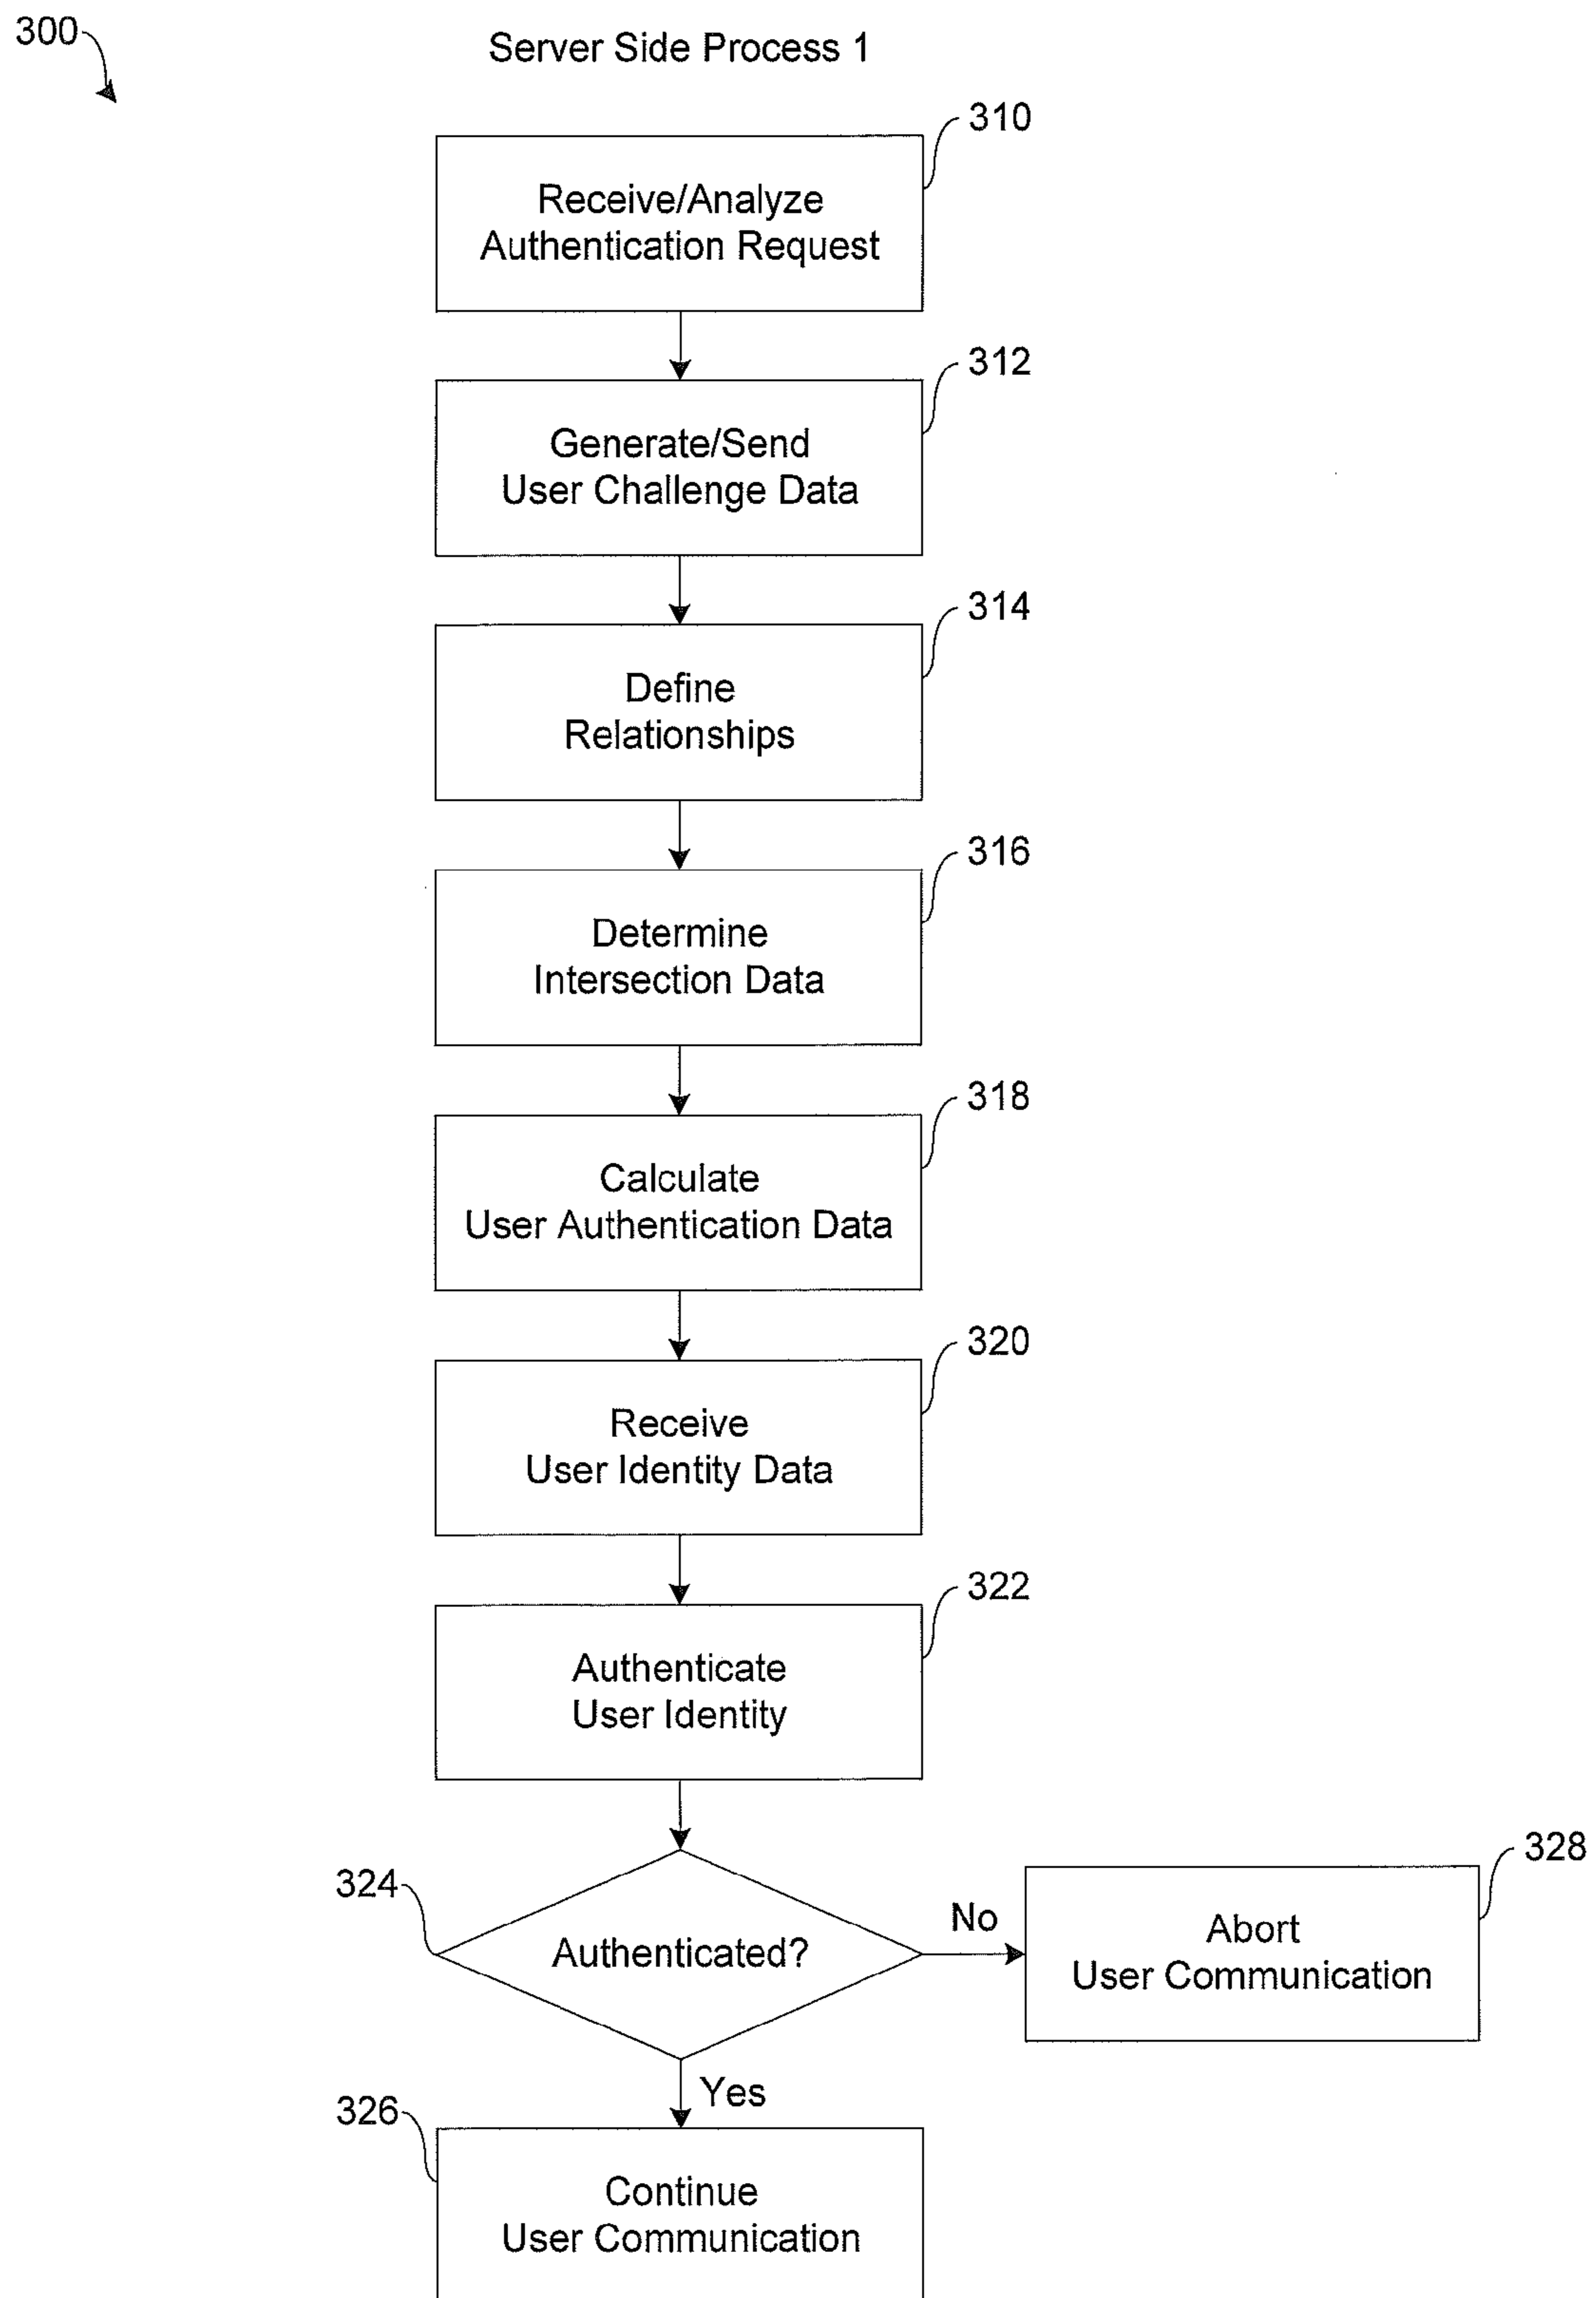 300
Server Side Process 1
310
Receive/Analyze
Authentication Request
312
Generate/Send
User Challenge Data
314
Define
Relationships
316
Determine
Intersection Data
318
Calculate
User Authentication Data
320
Receive
User Identity Data
322
Authenticate
User Identity
324
Authenticated?
No
328
Abort
User Communication
Yes
326
Continue
User Communication